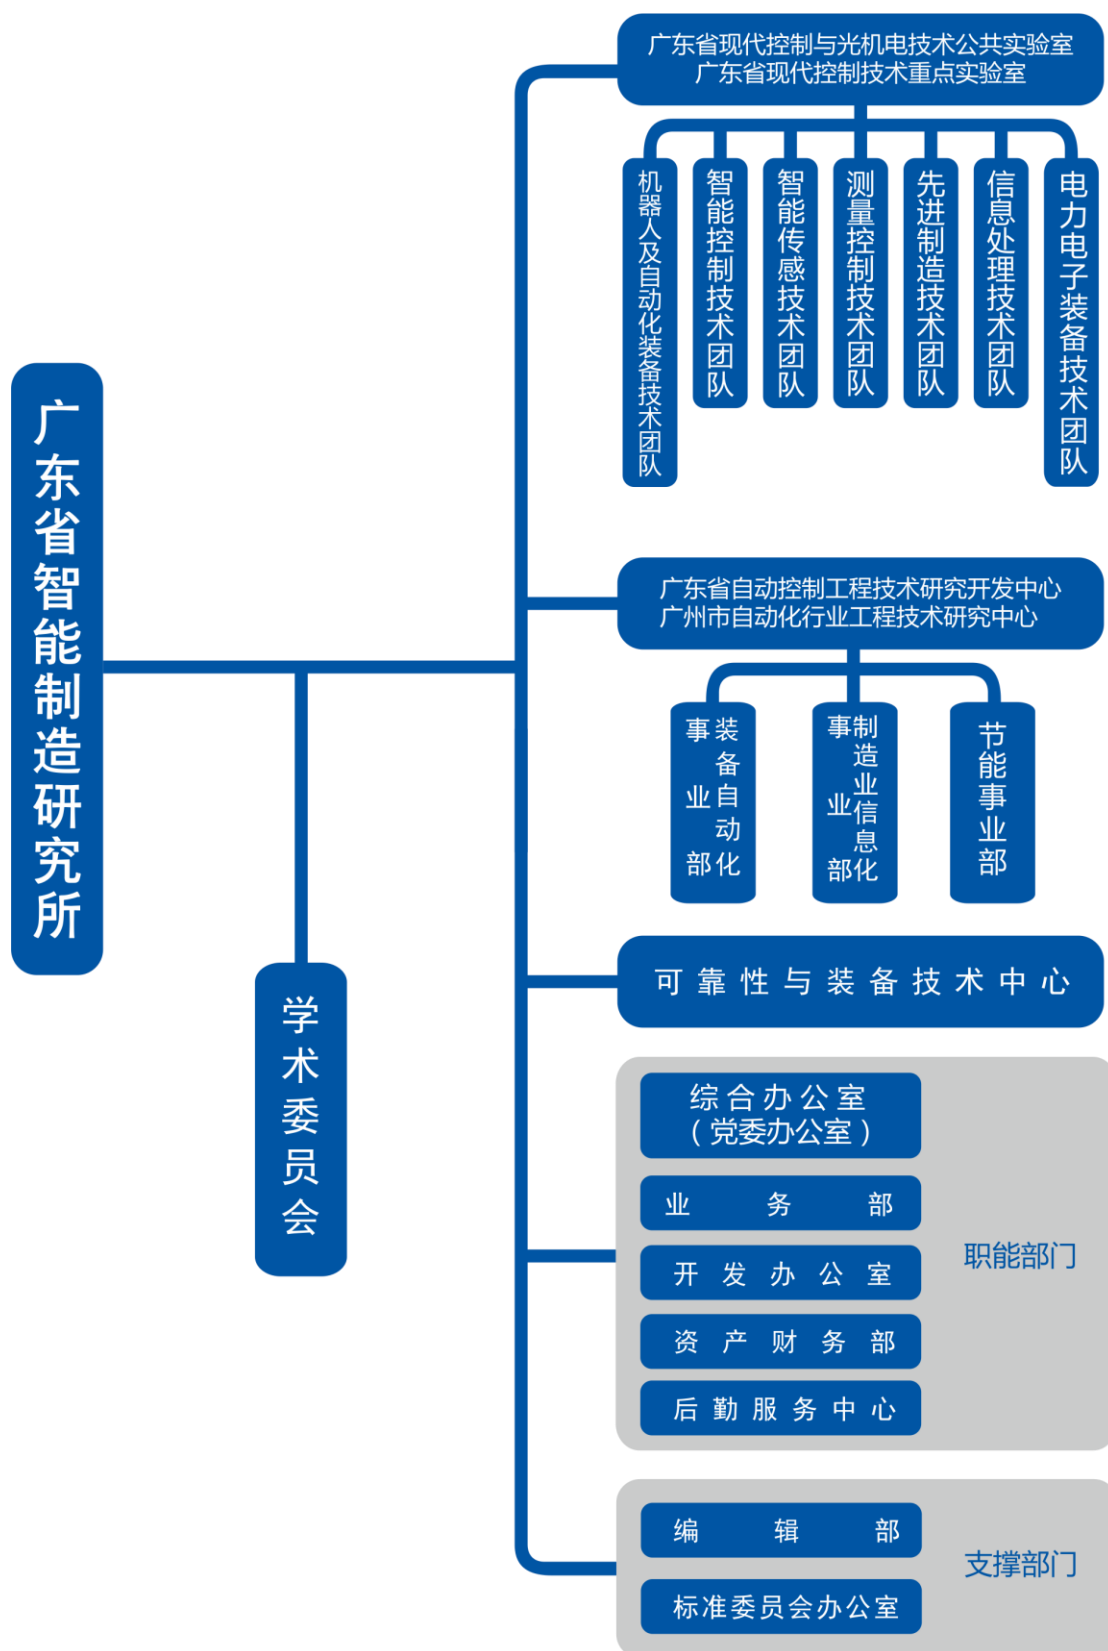 广东省智能制造研究所
学术委员会
广东省现代控制与光机电技术公共实验室
广东省现代控制技术重点实验室
机器人及自动化装备技术团队
智能控制技术团队
智能传感技术团队
测量控制技术团队
先进制造技术团队
信息处理技术团队
电力电子装备技术团队
广东省自动控制工程技术研究开发中心
广州市自动化行业工程技术研究中心
装备自动化
事业部
制造业信息化
事业部
节能事业部
可靠性与装备技术中心
综合办公室
（党委办公室）
业务部
开发办公室
资产财务部
后勤服务中心
职能部门
编辑部
标准委员会办公室
支撑部门